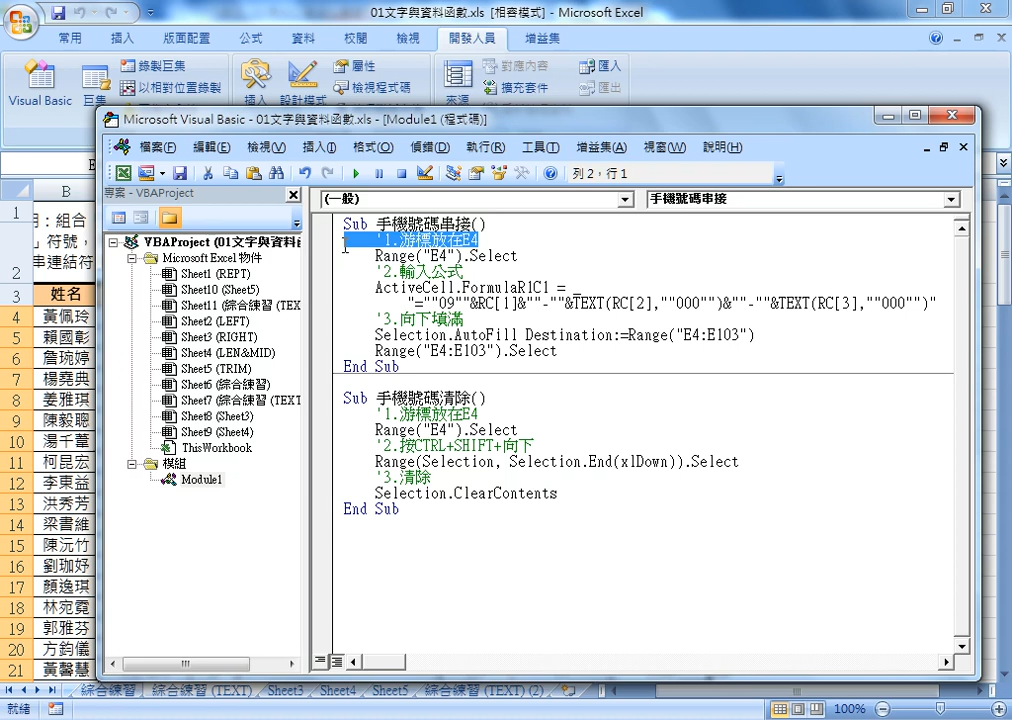 01文字與資料函數.xls [相容模式] - Microsoft Excel
常用 插入 版面配置 公式 資料 校閱 檢視 開發人員 增益集
Visual Basic 巨集 錄製巨集 以相對位置錄製 插入 設計模式 屬性 檢視程式碼 來源 對應內容 擴充套件 匯入 匯出
Microsoft Visual Basic - 01文字與資料函數.xls - [Module1 (程式碼)]
檔案(F) 編輯(E) 檢視(V) 插入(I) 格式(O) 偵錯(D) 執行(R) 工具(T) 增益集(A) 視窗(W) 說明(H)
列 2，行 1
專案 - VBAProject
(一般) 手機號碼串接
VBAProject (01文字與資料函
Microsoft Excel 物件
Sheet1 (REPT)
Sheet10 (Sheet5)
Sheet11 (綜合練習 (TEX
Sheet2 (LEFT)
Sheet3 (RIGHT)
Sheet4 (LEN&MID)
Sheet5 (TRIM)
Sheet6 (綜合練習)
Sheet7 (綜合練習 (TEXT
Sheet8 (Sheet3)
Sheet9 (Sheet4)
ThisWorkbook
模組
Module1
Sub 手機號碼串接()
'1.游標放在E4
Range("E4").Select
'2.輸入公式
ActiveCell.FormulaR1C1 = _
"=""09""&RC[1]&""-""&TEXT(RC[2],""000"")&""-""&TEXT(RC[3],""000"")"
'3.向下填滿
Selection.AutoFill Destination:=Range("E4:E103")
Range("E4:E103").Select
End Sub
Sub 手機號碼清除()
'1.游標放在E4
Range("E4").Select
'2.按CTRL+SHIFT+向下
Range(Selection, Selection.End(xlDown)).Select
'3.清除
Selection.ClearContents
End Sub
E
B
1 月：組合
」符號，
2 串連結符
3 姓名
4 黃佩玲
5 賴國彰
6 詹琬婷
7 楊堯典
8 姜雅琪
9 陳毅聰
10 湯千葦
11 柯昆宏
12 李東益
13 洪秀芳
14 梁書維
15 陳沅竹
16 劉珈妤
17 顏逸琪
18 林宛霓
19 郭雅芬
20 方鈞儀
21 黃馨慧
綜合練習 綜合練習 (TEXT) Sheet3 Sheet4 Sheet5 綜合練習 (TEXT) (2)
就緒 100%